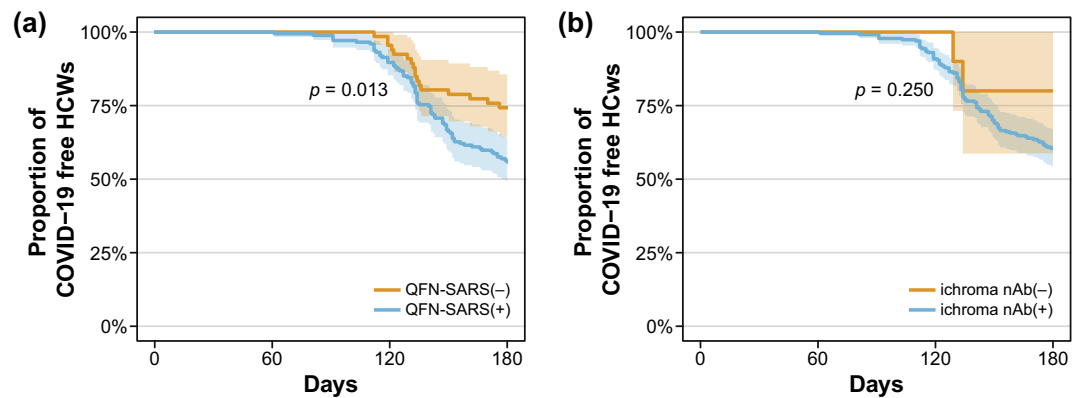 (a)
Proportion of
COVID−19 free HCWs
100%
75%
50%
25%
0%
p = 0.013
QFN-SARS(–)
QFN-SARS(+)
0 60 120 180
Days
(b)
Proportion of
COVID−19 free HCWs
100%
75%
50%
25%
0%
p = 0.250
ichroma nAb(–)
ichroma nAb(+)
0 60 120 180
Days